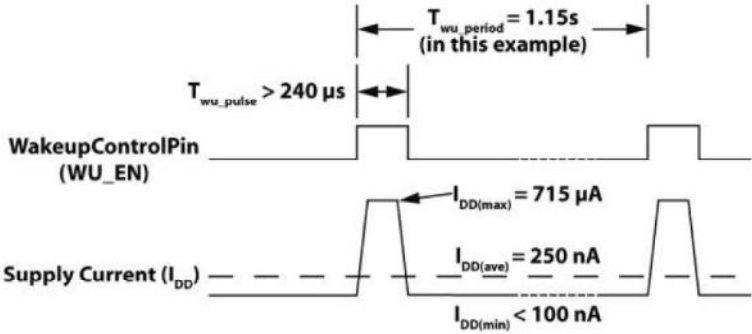 T_wu_period = 1.15s
(in this example)
T_wu_pulse > 240 µs
WakeupControlPin
(WU_EN)
I_DD(max) = 715 µA
I_DD(ave) = 250 nA
Supply Current (I_DD)
I_DD(min) < 100 nA